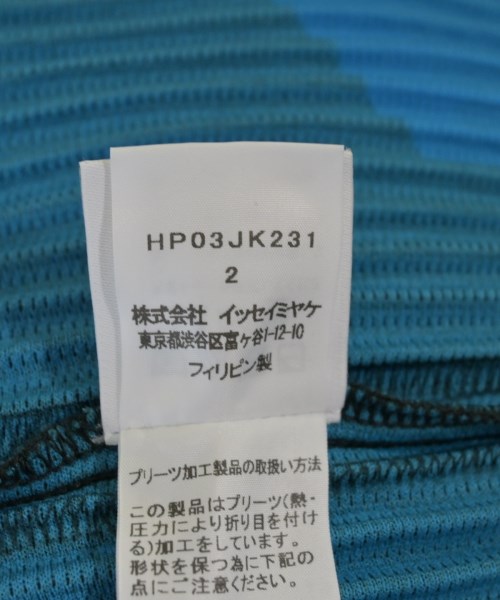 HP03JK231
2
株式会社 イッセイミヤケ
東京都渋谷区富ヶ谷1-12-10
フィリピン製
プリーツ加工製品の取扱い方法
この製品はプリーツ(熱・
圧力により折り目を付け
る)加工をしています。
形状を保つ為に下記の
点にご注意ください。